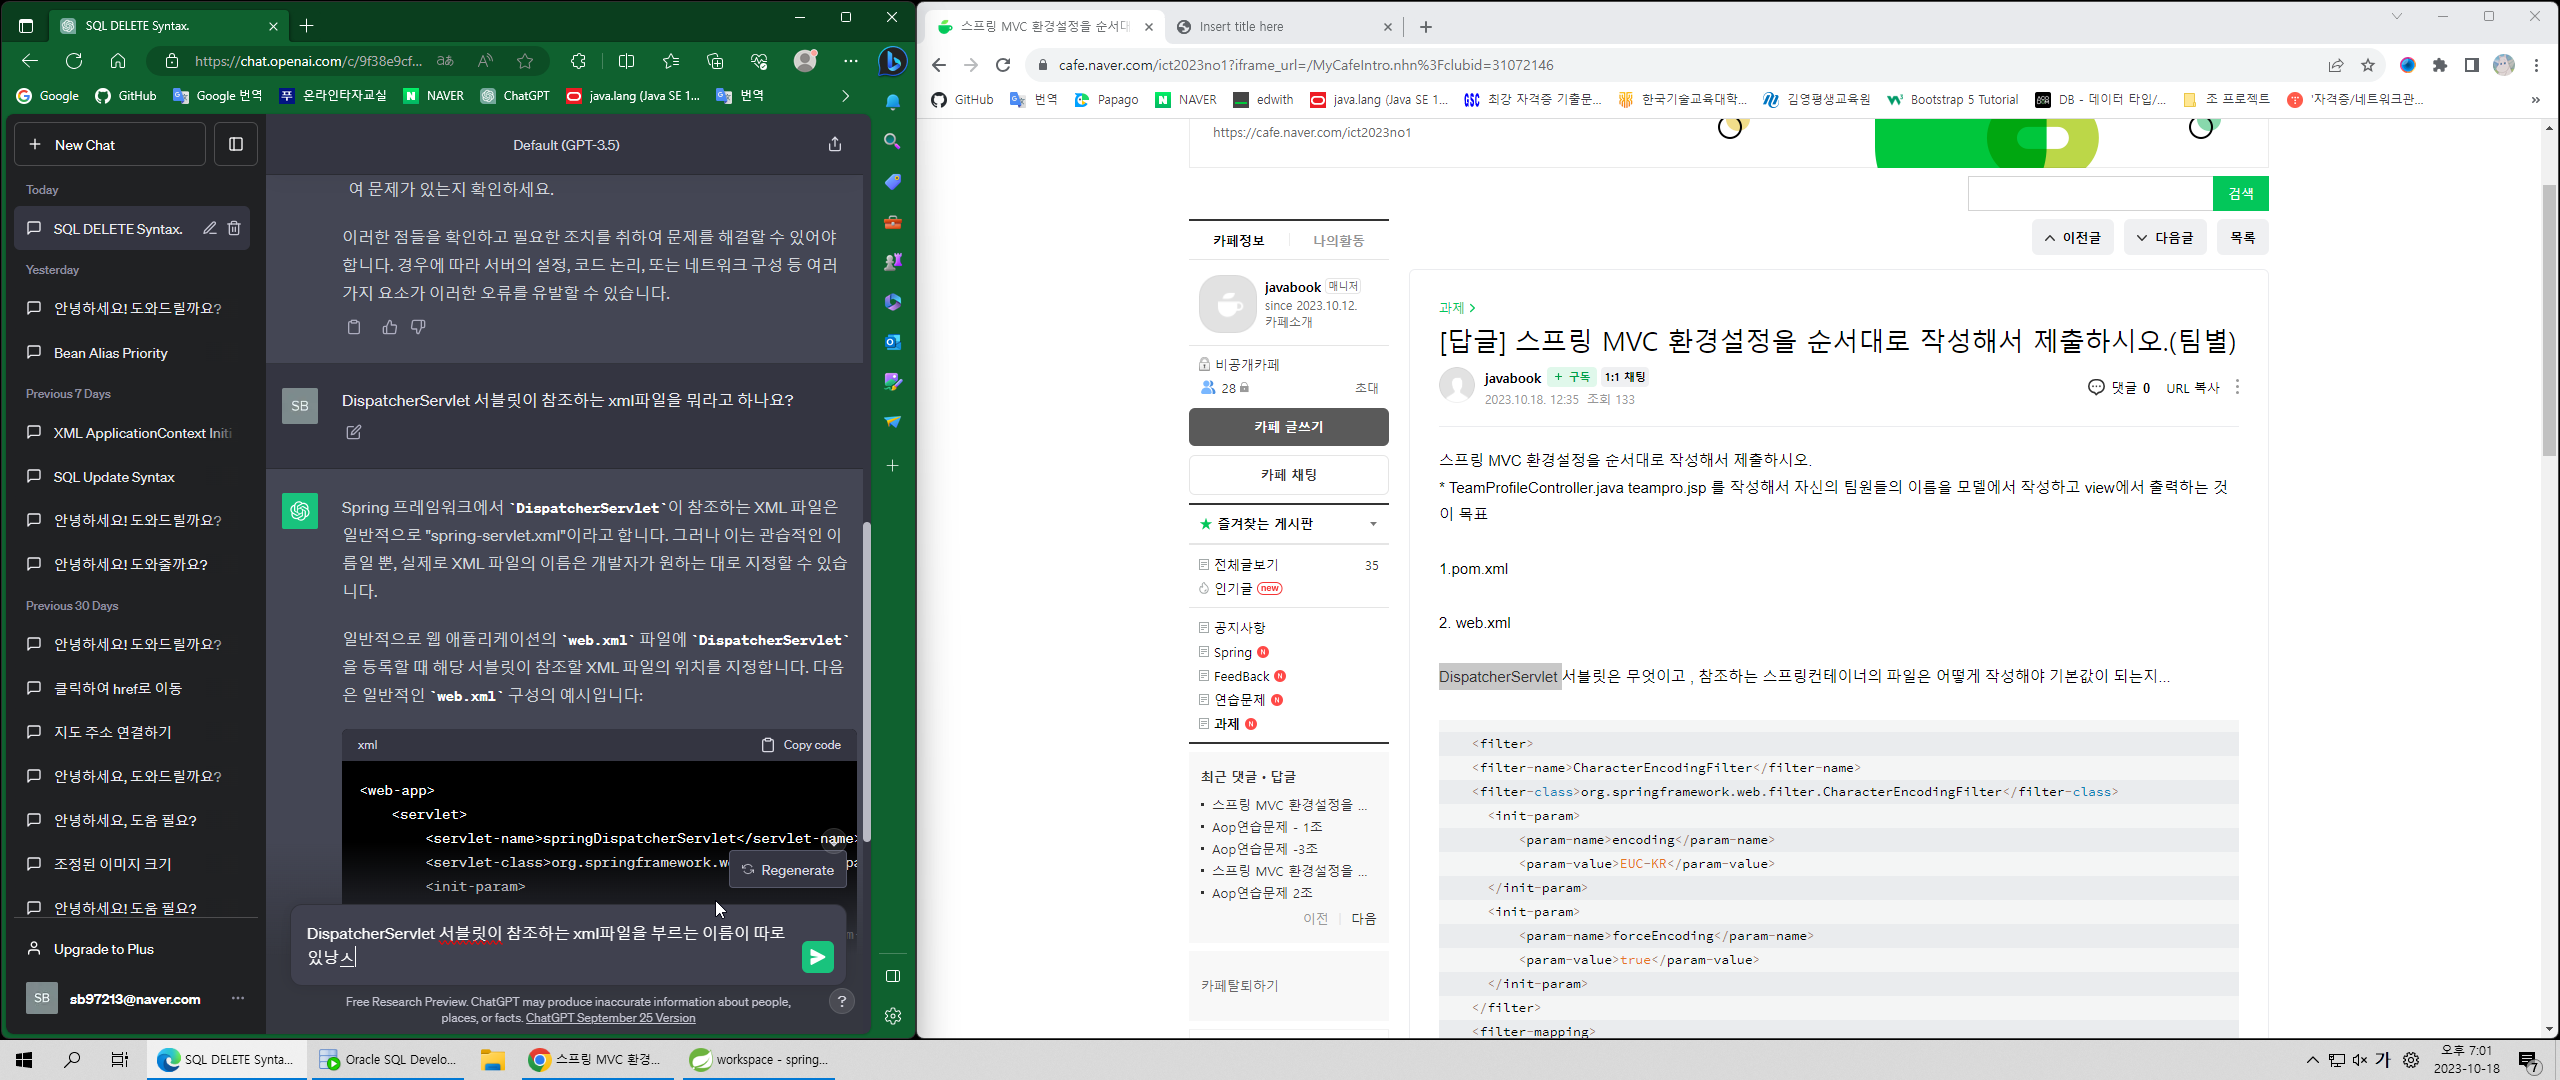 SQL DELETE Syntax.
https://chat.openai.com/c/9f38e9cf...
Google
GitHub
Google 번역
온라인타자교실
NAVER
ChatGPT
java.lang (Java SE 1...
번역
New Chat
Today
SQL DELETE Syntax.
Yesterday
안녕하세요! 도와드릴까요?
Bean Alias Priority
Previous 7 Days
XML ApplicationContext Initi
SQL Update Syntax
안녕하세요! 도와드릴까요?
안녕하세요! 도와줄까요?
Previous 30 Days
안녕하세요! 도와드릴까요?
클릭하여 href로 이동
지도 주소 연결하기
안녕하세요, 도와드릴까요?
안녕하세요, 도움 필요?
조정된 이미지 크기
안녕하세요! 도움 필요?
Upgrade to Plus
SB
sb97213@naver.com
Default (GPT-3.5)
여 문제가 있는지 확인하세요.
이러한 점들을 확인하고 필요한 조치를 취하여 문제를 해결할 수 있어야
합니다. 경우에 따라 서버의 설정, 코드 논리, 또는 네트워크 구성 등 여러
가지 요소가 이러한 오류를 유발할 수 있습니다.
SB
DispatcherServlet 서블릿이 참조하는 xml파일을 뭐라고 하나요?
Spring 프레임워크에서 `DispatcherServlet`이 참조하는 XML 파일은
일반적으로 "spring-servlet.xml"이라고 합니다. 그러나 이는 관습적인 이
름일 뿐, 실제로 XML 파일의 이름은 개발자가 원하는 대로 지정할 수 있습
니다.
일반적으로 웹 애플리케이션의 `web.xml` 파일에 `DispatcherServlet`
을 등록할 때 해당 서블릿이 참조할 XML 파일의 위치를 지정합니다. 다음
은 일반적인 `web.xml` 구성의 예시입니다:
xml
Copy code
<web-app>
<servlet>
<servlet-name>springDispatcherServlet</servlet-name>
<servlet-class>org.springframework.w
<init-param>
Regenerate
DispatcherServlet 서블릿이 참조하는 xml파일을 부르는 이름이 따로
있낭ㅅ
Free Research Preview. ChatGPT may produce inaccurate information about people,
places, or facts. ChatGPT September 25 Version
?
스프링 MVC 환경설정을 순서대
Insert title here
cafe.naver.com/ict2023no1?iframe_url=/MyCafeIntro.nhn%3Fclubid=31072146
GitHub
번역
Papago
NAVER
edwith
java.lang (Java SE 1...
최강 자격증 기출문...
한국기술교육대학...
김영평생교육원
Bootstrap 5 Tutorial
DB - 데이터 타입/...
조 프로젝트
'자격증/네트워크관...
https://cafe.naver.com/ict2023no1
검색
이전글
다음글
목록
카페정보
나의활동
javabook 매니저
since 2023.10.12.
카페소개
비공개카페
28
초대
카페 글쓰기
카페 채팅
즐겨찾는 게시판
전체글보기
35
인기글 new
공지사항
Spring N
FeedBack N
연습문제 N
과제 N
최근 댓글・답글
스프링 MVC 환경설정을 ...
Aop연습문제 - 1조
Aop연습문제 -3조
스프링 MVC 환경설정을 ...
Aop연습문제 2조
이전
다음
카페탈퇴하기
과제 >
[답글] 스프링 MVC 환경설정을 순서대로 작성해서 제출하시오.(팀별)
javabook + 구독 1:1 채팅
2023.10.18. 12:35 조회 133
댓글 0 URL 복사
스프링 MVC 환경설정을 순서대로 작성해서 제출하시오.
* TeamProfileController.java teampro.jsp 를 작성해서 자신의 팀원들의 이름을 모델에서 작성하고 view에서 출력하는 것
이 목표
1.pom.xml
2. web.xml
DispatcherServlet 서블릿은 무엇이고 , 참조하는 스프링컨테이너의 파일은 어떻게 작성해야 기본값이 되는지...
<filter>
<filter-name>CharacterEncodingFilter</filter-name>
<filter-class>org.springframework.web.filter.CharacterEncodingFilter</filter-class>
<init-param>
<param-name>encoding</param-name>
<param-value>EUC-KR</param-value>
</init-param>
<init-param>
<param-name>forceEncoding</param-name>
<param-value>true</param-value>
</init-param>
</filter>
<filter-mapping>
SQL DELETE Synta...
Oracle SQL Develo...
스프링 MVC 환경...
workspace - spring...
가
오후 7:01
2023-10-18
7